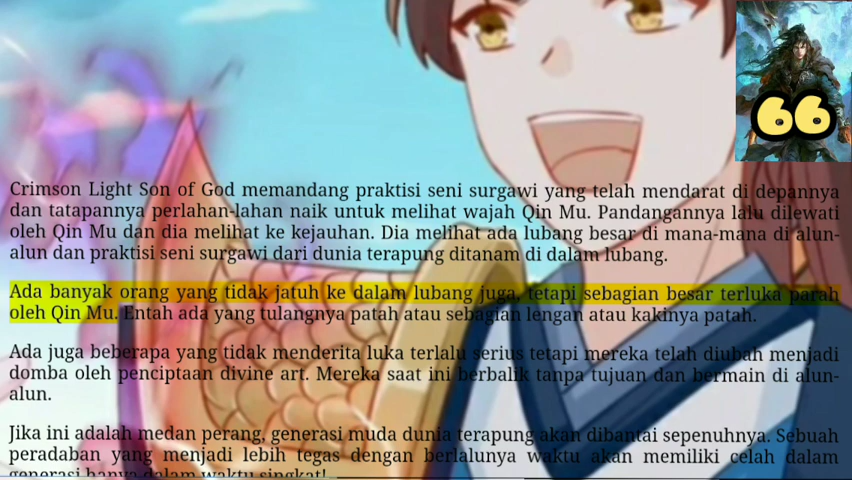 66
Crimson Light Son of God memandang praktisi seni surgawi yang telah mendarat di depannya
dan tatapannya perlahan-lahan naik untuk melihat wajah Qin Mu. Pandangannya lalu dilewati
oleh Qin Mu dan dia melihat ke kejauhan. Dia melihat ada lubang besar di mana-mana di alun-
alun dan praktisi seni surgawi dari dunia terapung ditanam di dalam lubang.
Ada banyak orang yang tidak jatuh ke dalam lubang juga, tetapi sebagian besar terluka parah
oleh Qin Mu. Entah ada yang tulangnya patah atau sebagian lengan atau kakinya patah.
Ada juga beberapa yang tidak menderita luka terlalu serius tetapi mereka telah diubah menjadi
domba oleh penciptaan divine art. Mereka saat ini berbalik tanpa tujuan dan bermain di alun-
alun.
Jika ini adalah medan perang, generasi muda dunia terapung akan dibantai sepenuhnya. Sebuah
peradaban yang menjadi lebih tegas dengan berlalunya waktu akan memiliki celah dalam
generasi hanya dalam waktu singkat!